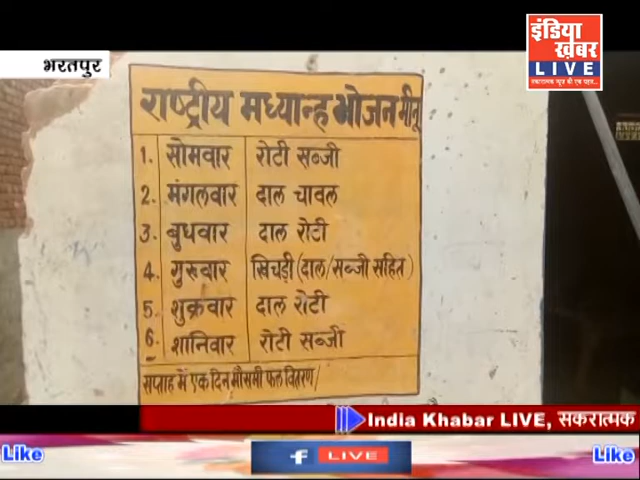 इंडिया
ख़बर
LIVE
भरतपुर
राष्ट्रीय मध्यान्ह भोजन मीनू
1. सोमवार रोटी सब्जी
2. मंगलवार दाल चावल
3. बुधवार दाल रोटी
4. गुरूवार खिचड़ी (दाल/सब्जी सहित)
5. शुक्रवार दाल रोटी
6. शनिवार रोटी सब्जी
सप्ताह में एक दिन मौसमी फल वितरण/
India Khabar LIVE, सकरात्मक
Like
f LIVE
Like